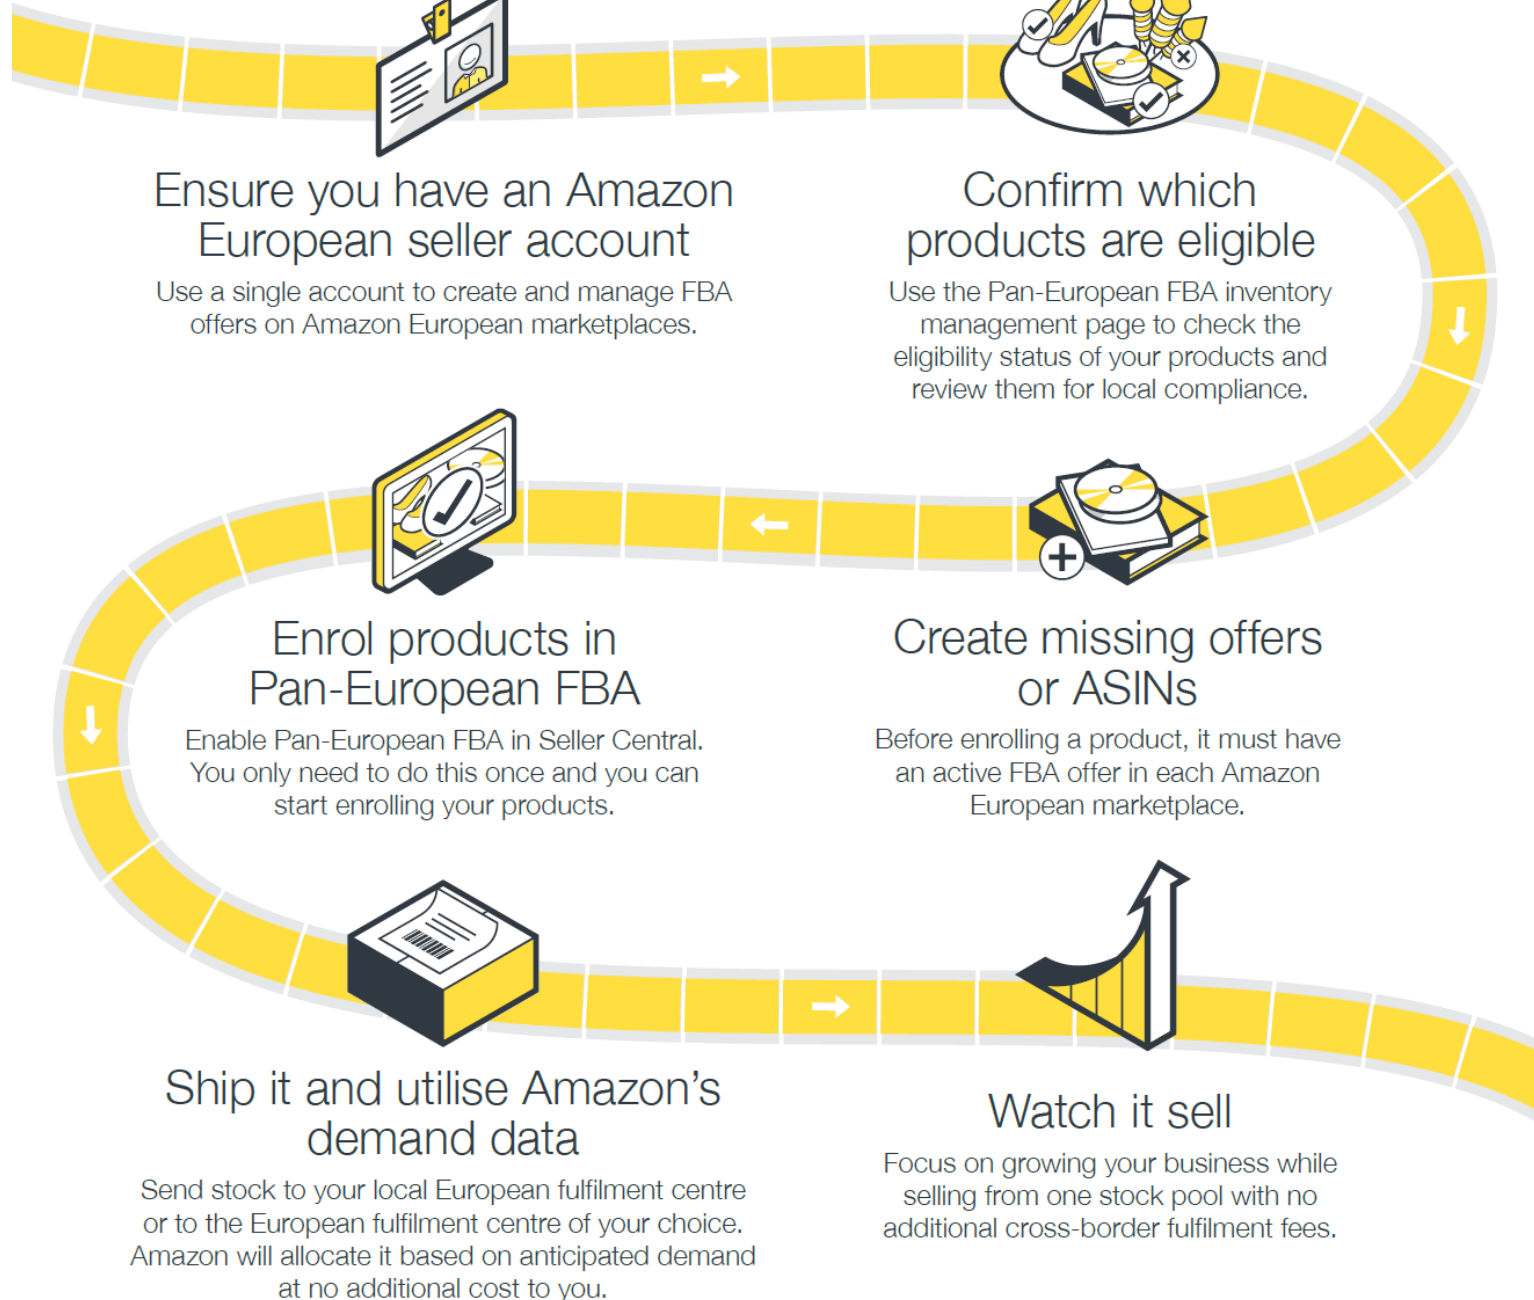 Ensure you have an Amazon
European seller account
Use a single account to create and manage FBA
offers on Amazon European marketplaces.
Confirm which
products are eligible
Use the Pan-European FBA inventory
management page to check the
eligibility status of your products and
review them for local compliance.
Create missing offers
or ASINs
Before enrolling a product, it must have
an active FBA offer in each Amazon
European marketplace.
Enrol products in
Pan-European FBA
Enable Pan-European FBA in Seller Central.
You only need to do this once and you can
start enrolling your products.
Ship it and utilise Amazon's
demand data
Send stock to your local European fulfilment centre
or to the European fulfilment centre of your choice.
Amazon will allocate it based on anticipated demand
at no additional cost to you.
Watch it sell
Focus on growing your business while
selling from one stock pool with no
additional cross-border fulfilment fees.